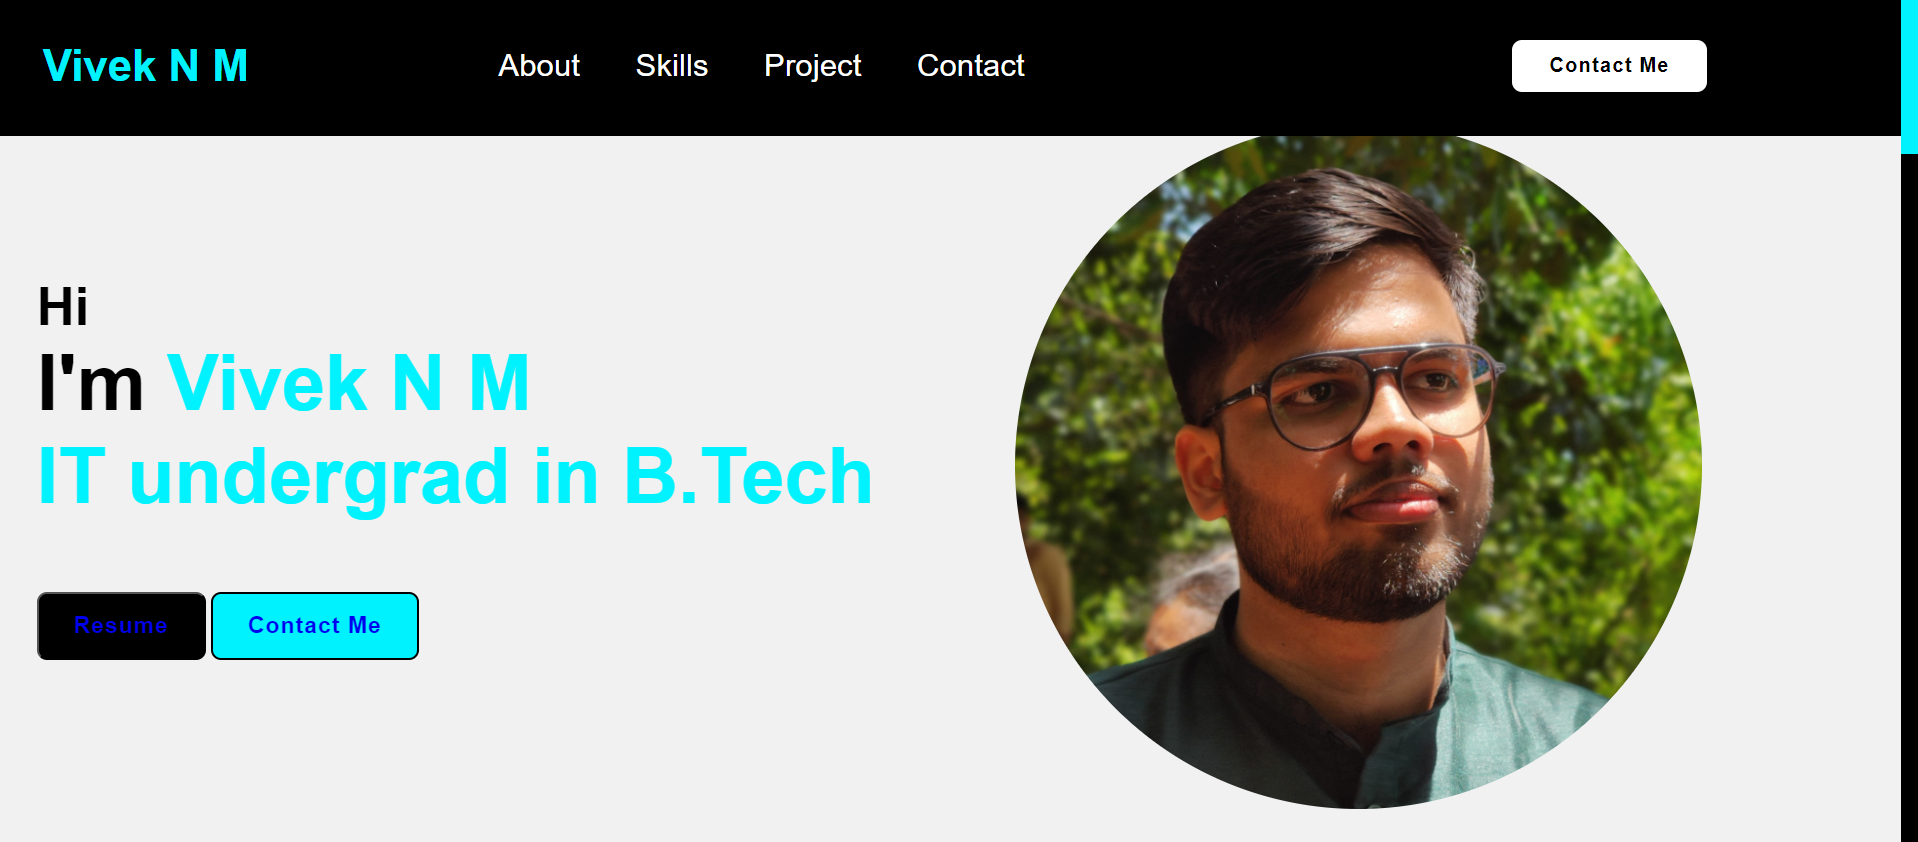 Vivek N M About Skills Project Contact Contact Me
Hi
I'm Vivek N M
IT undergrad in B.Tech
Resume Contact Me